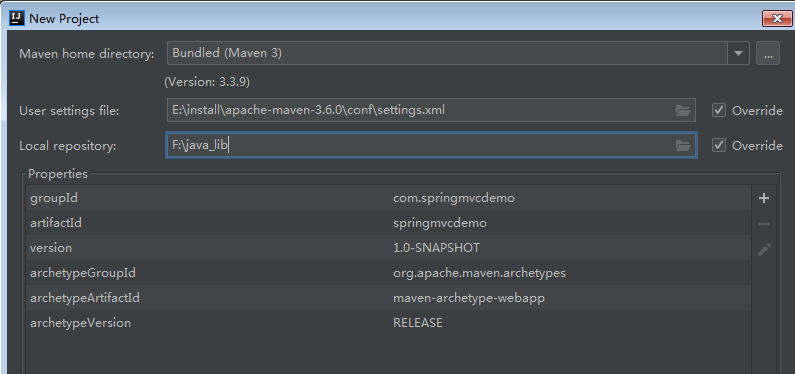 IJ New Project
Maven home directory: Bundled (Maven 3) ...
(Version: 3.3.9)
User settings file: E:\install\apache-maven-3.6.0\conf\settings.xml Override
Local repository: F:\java_lib Override
Properties
groupId com.springmvcdemo
artifactId springmvcdemo
version 1.0-SNAPSHOT
archetypeGroupId org.apache.maven.archetypes
archetypeArtifactId maven-archetype-webapp
archetypeVersion RELEASE